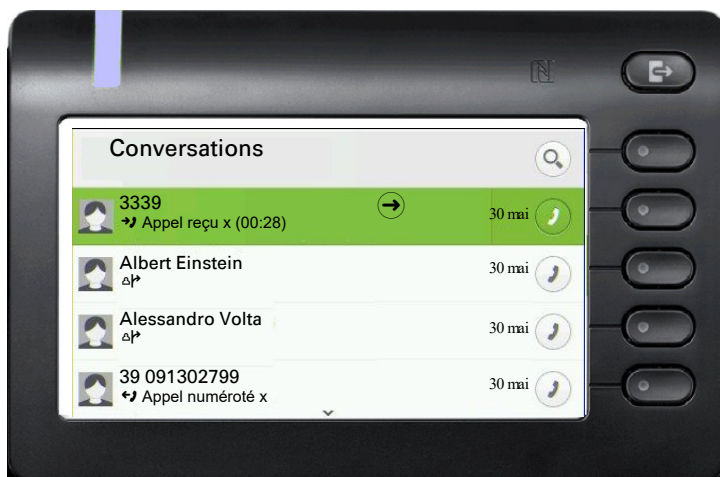 Conversations
3339
30 mai
Appel reçu x (00:28)
Albert Einstein
30 mai
Alessandro Volta
30 mai
39 091302799
30 mai
Appel numéroté x